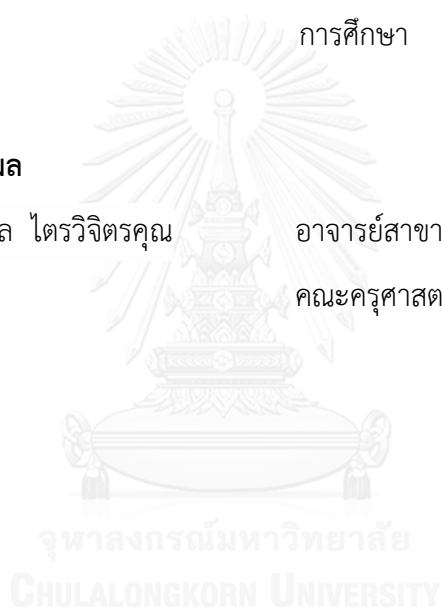 การศึกษา
ล ไตรวิจิตรคุณ อาจารย์สาขา
คณะครุศาสต
จุฬาลงกรณ์มหาวิทยาลัย
CHULALONGKORN UNIVERSITY